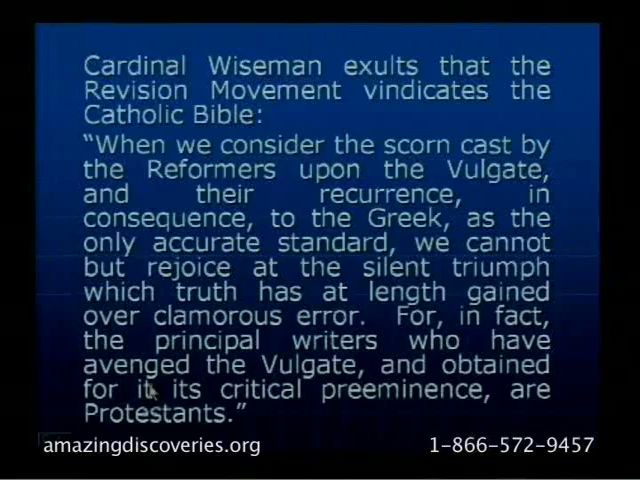 Cardinal Wiseman exults that the
Revision Movement vindicates the
Catholic Bible:
“When we consider the scorn cast by
the Reformers upon the Vulgate,
and their recurrence, in
consequence, to the Greek, as the
only accurate standard, we cannot
but rejoice at the silent triumph
which truth has at length gained
over clamorous error. For, in fact,
the principal writers who have
avenged the Vulgate, and obtained
for it its critical preeminence, are
Protestants.”
amazingdiscoveries.org 1-866-572-9457